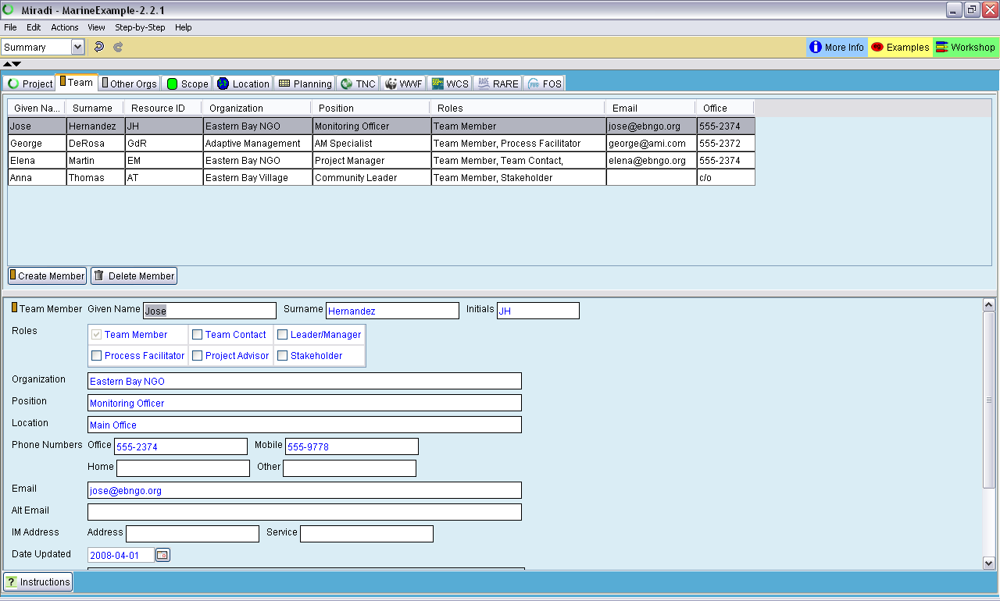 Miradi - MarineExample-2.2.1
File Edit Actions View Step-by-Step Help
Summary More Info Examples Workshop
Project Team Other Orgs Scope Location Planning TNC WWF WCS RARE FOS
Given Na... Surname Resource ID Organization Position Roles Email Office
Jose Hernandez JH Eastern Bay NGO Monitoring Officer Team Member jose@ebngo.org 555-2374
George DeRosa GdR Adaptive Management AM Specialist Team Member, Process Facilitator george@ami.com 555-2372
Elena Martin EM Eastern Bay NGO Project Manager Team Member, Team Contact, elena@ebngo.org 555-2374
Anna Thomas AT Eastern Bay Village Community Leader Team Member, Stakeholder c/o
Create Member Delete Member
Team Member Given Name Jose Surname Hernandez Initials JH
Roles
Team Member Team Contact Leader/Manager
Process Facilitator Project Advisor Stakeholder
Organization Eastern Bay NGO
Position Monitoring Officer
Location Main Office
Phone Numbers Office 555-2374 Mobile 555-9778
Home Other
Email jose@ebngo.org
Alt Email
IM Address Address Service
Date Updated 2008-04-01
? Instructions